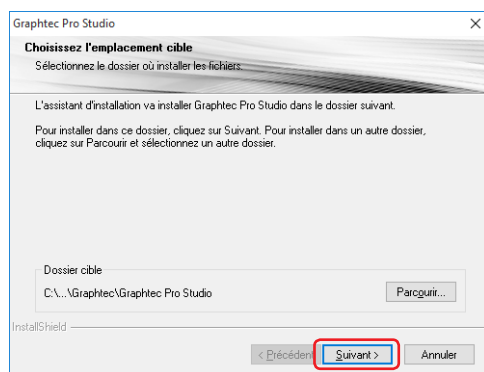 Graphtec Pro Studio
Choisissez l'emplacement cible
Sélectionnez le dossier où installer les fichiers.
L'assistant d'installation va installer Graphtec Pro Studio dans le dossier suivant.
Pour installer dans ce dossier, cliquez sur Suivant. Pour installer dans un autre dossier,
cliquez sur Parcourir et sélectionnez un autre dossier.
Dossier cible
C:\...\Graphtec\Graphtec Pro Studio
Parcourir...
InstallShield
< Précédent Suivant > Annuler